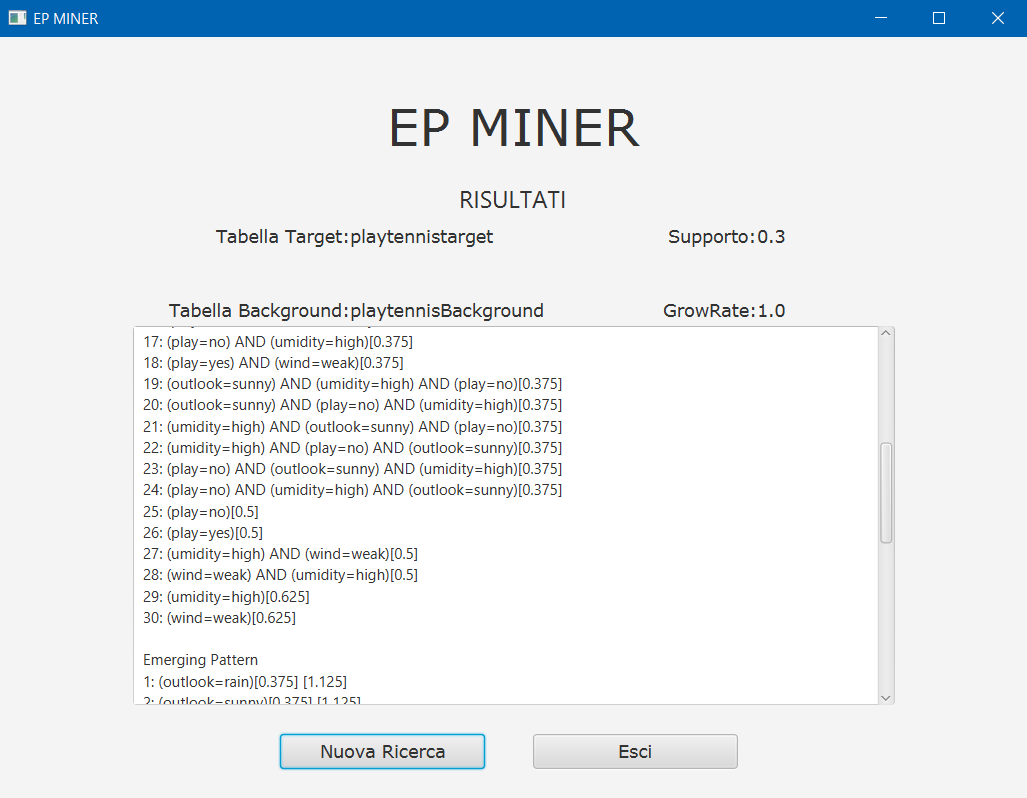 EP MINER
EP MINER
RISULTATI
Tabella Target:playtennistarget
Supporto:0.3
Tabella Background:playtennisBackground
GrowRate:1.0
17: (play=no) AND (umidity=high)[0.375]
18: (play=yes) AND (wind=weak)[0.375]
19: (outlook=sunny) AND (umidity=high) AND (play=no)[0.375]
20: (outlook=sunny) AND (play=no) AND (umidity=high)[0.375]
21: (umidity=high) AND (outlook=sunny) AND (play=no)[0.375]
22: (umidity=high) AND (play=no) AND (outlook=sunny)[0.375]
23: (play=no) AND (outlook=sunny) AND (umidity=high)[0.375]
24: (play=no) AND (umidity=high) AND (outlook=sunny)[0.375]
25: (play=no)[0.5]
26: (play=yes)[0.5]
27: (umidity=high) AND (wind=weak)[0.5]
28: (wind=weak) AND (umidity=high)[0.5]
29: (umidity=high)[0.625]
30: (wind=weak)[0.625]
Emerging Pattern
1: (outlook=rain)[0.375] [1.125]
2: (outlook=sunny)[0.375] [1.125]
Nuova Ricerca
Esci